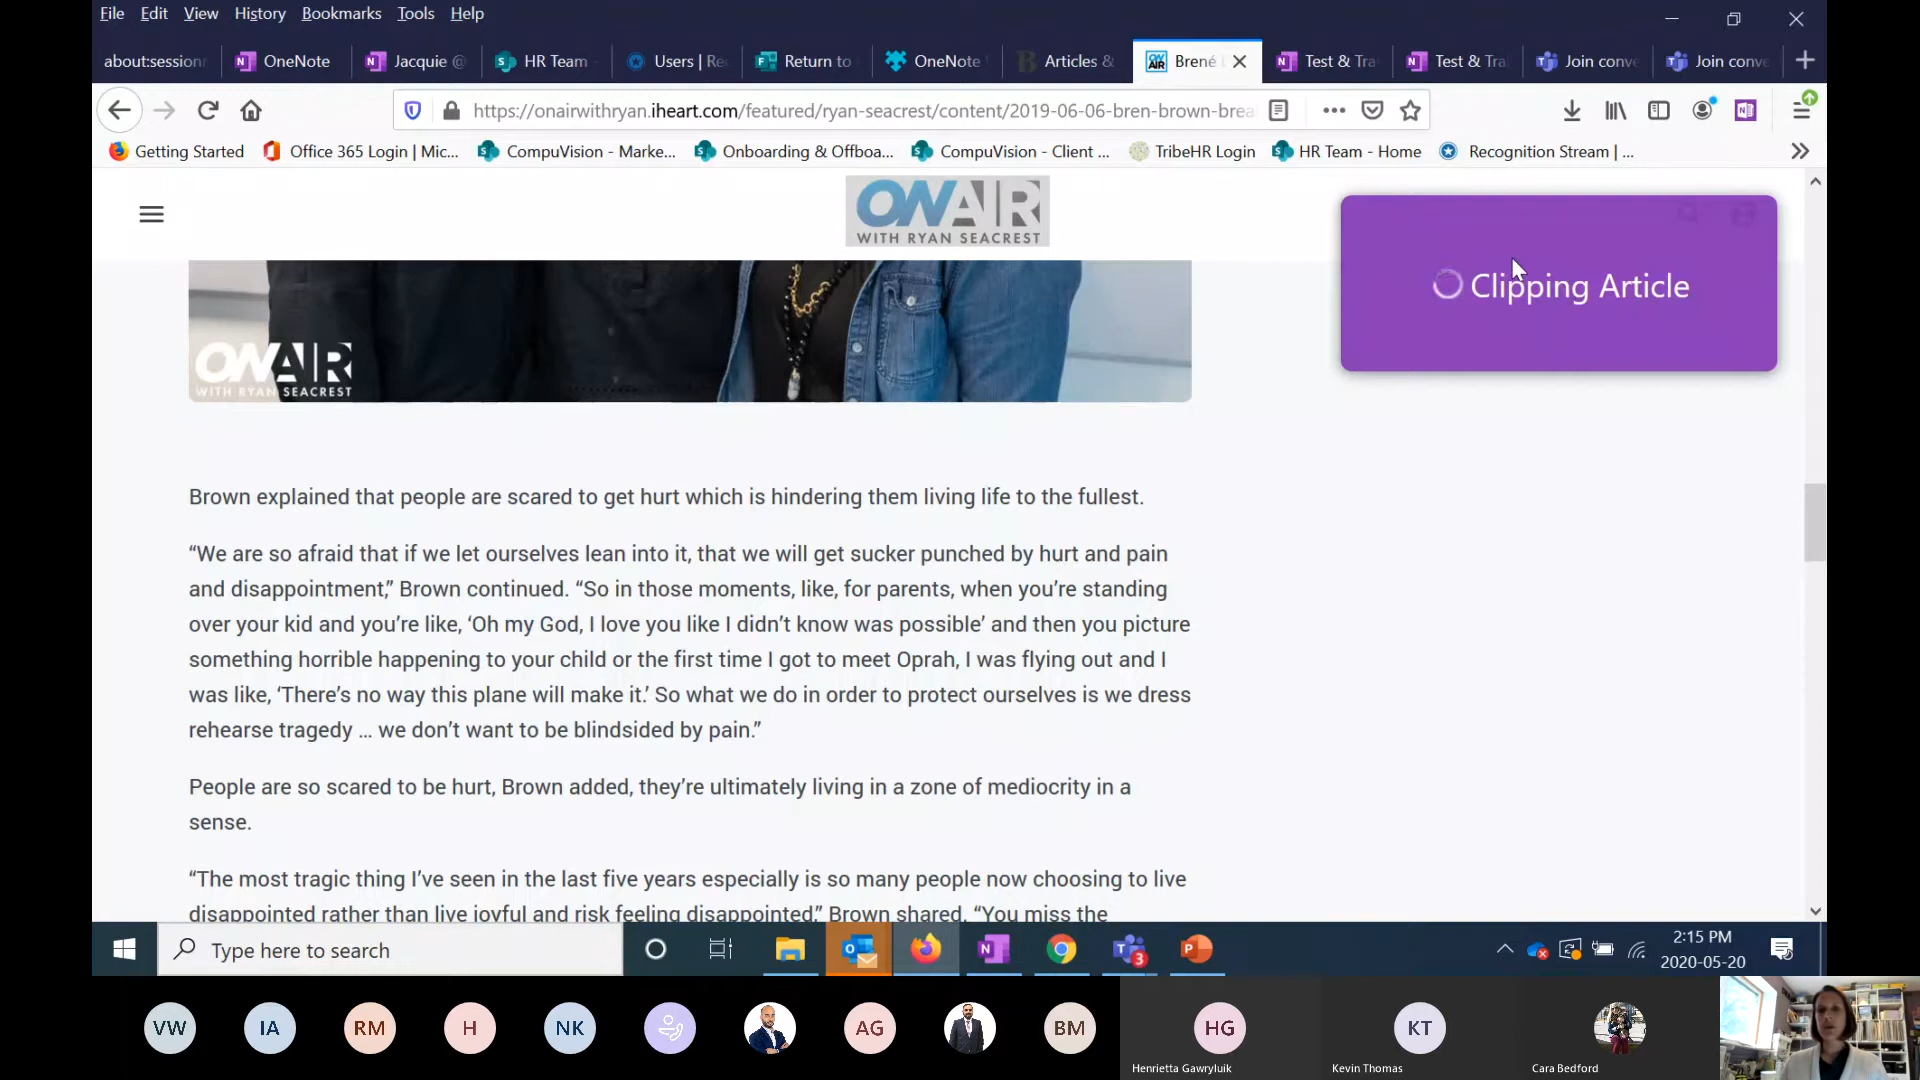 File Edit View History Bookmarks Tools Help
about:session
OneNote
Jacquie @
HR Team -
Users | Re
Return to
OneNote
Articles &
Brené
Test & Tra
Test & Tra
Join conve
Join conve
https://onairwithryan.iheart.com/featured/ryan-seacrest/content/2019-06-06-bren-brown-brea
Getting Started
Office 365 Login | Mic...
CompuVision - Marke...
Onboarding & Offboa...
CompuVision - Client ...
TribeHR Login
HR Team - Home
Recognition Stream | ...
ON AIR
WITH RYAN SEACREST
Clipping Article
ON AIR
WITH RYAN SEACREST
Brown explained that people are scared to get hurt which is hindering them living life to the fullest.
“We are so afraid that if we let ourselves lean into it, that we will get sucker punched by hurt and pain
and disappointment,” Brown continued. “So in those moments, like, for parents, when you’re standing
over your kid and you’re like, ‘Oh my God, I love you like I didn’t know was possible’ and then you picture
something horrible happening to your child or the first time I got to meet Oprah, I was flying out and I
was like, ‘There’s no way this plane will make it.’ So what we do in order to protect ourselves is we dress
rehearse tragedy … we don’t want to be blindsided by pain.”
People are so scared to be hurt, Brown added, they’re ultimately living in a zone of mediocrity in a
sense.
“The most tragic thing I’ve seen in the last five years especially is so many people now choosing to live
disappointed rather than live joyful and risk feeling disappointed,” Brown shared. “You miss the
Type here to search
3
2:15 PM
2020-05-20
VW
IA
RM
H
NK
AG
BM
HG
KT
Henrietta Gawryluik
Kevin Thomas
Cara Bedford